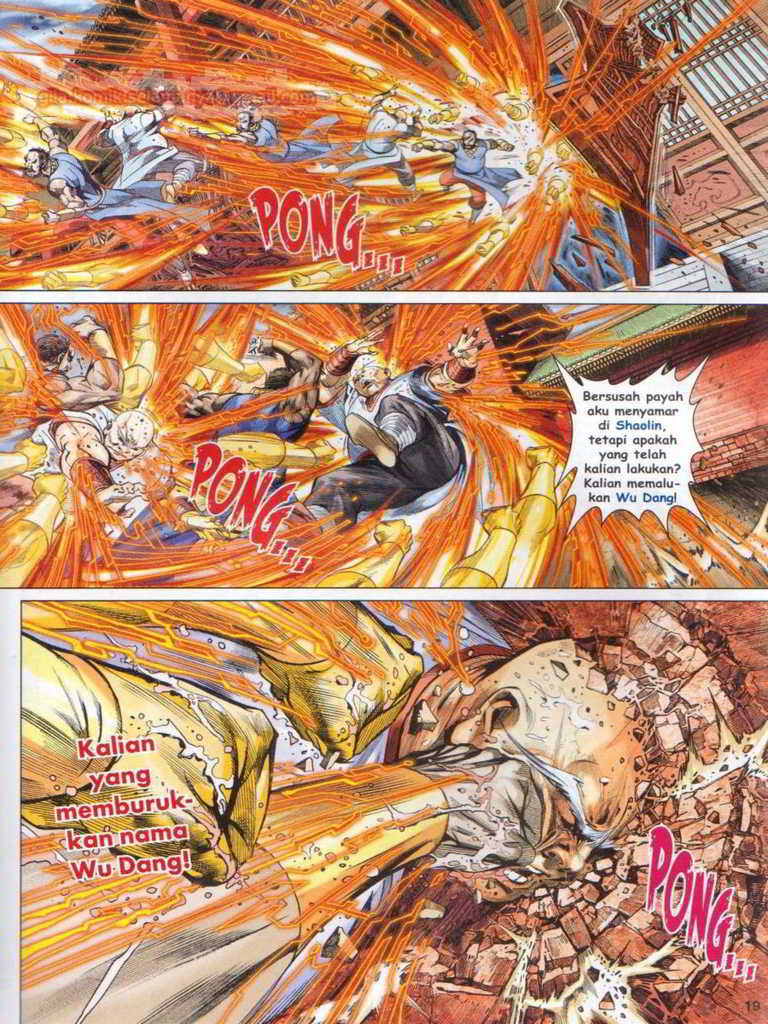 PONG...
Bersusah payah
aku menyamar
di Shaolin,
tetapi apakah
yang telah
kalian lakukan?
Kalian memalu-
kan Wu Dang!
PONG...
Kalian
yang
memburuk-
kan nama
Wu Dang!
PONG...
19